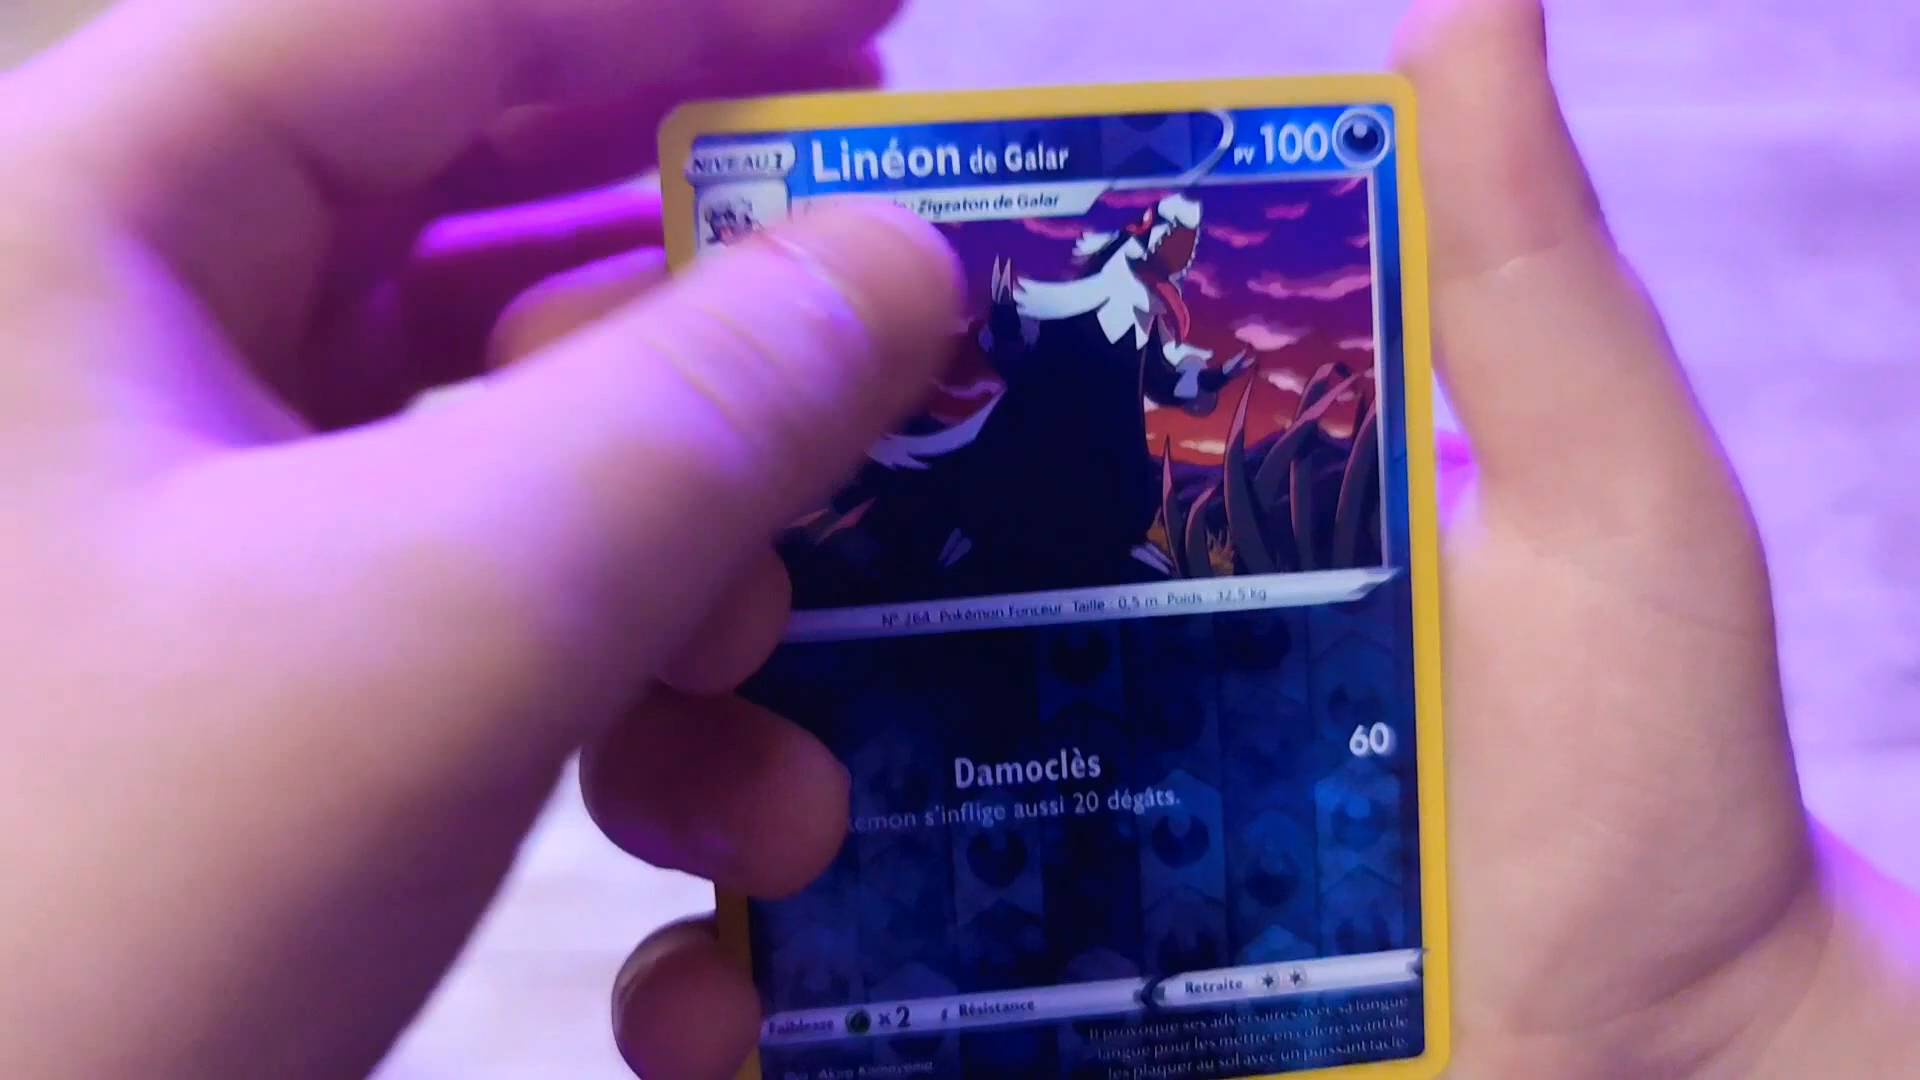 NIVEAU 1
Linéon de Galar
PV 100
: Zigzaton de Galar
N° 264 Pokémon Fonceur Taille : 0,5 m Poids : 32,5 kg
Damoclès 60
s'inflige aussi 20 dégâts.
Faiblesse ×2 Résistance Retraite
Il provoque ses adversaires avec sa longue
langue pour les mettre en colère avant de
les plaquer au sol avec un puissant tacle.